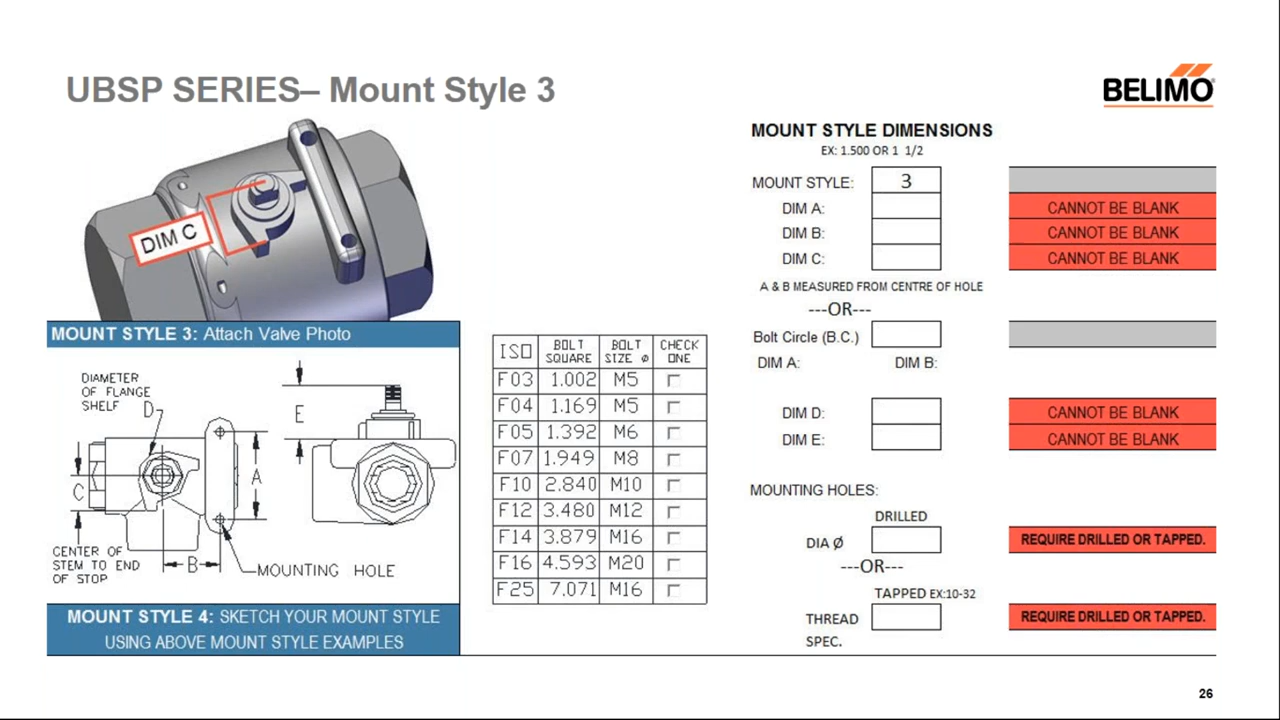 UBSP SERIES– Mount Style 3
BELIMO
DIM C
MOUNT STYLE 3: Attach Valve Photo
DIAMETER
OF FLANGE
SHELF
D
E
A
C
B
CENTER OF
STEM TO END
OF STOP
MOUNTING HOLE
MOUNT STYLE 4: SKETCH YOUR MOUNT STYLE
USING ABOVE MOUNT STYLE EXAMPLES
ISO BOLT SQUARE BOLT SIZE ø CHECK ONE
F03 1.002 M5
F04 1.169 M5
F05 1.392 M6
F07 1.949 M8
F10 2.840 M10
F12 3.480 M12
F14 3.879 M16
F16 4.593 M20
F25 7.071 M16
MOUNT STYLE DIMENSIONS
EX: 1.500 OR 1 1/2
MOUNT STYLE: 3
DIM A: CANNOT BE BLANK
DIM B: CANNOT BE BLANK
DIM C: CANNOT BE BLANK
A & B MEASURED FROM CENTRE OF HOLE
---OR---
Bolt Circle (B.C.)
DIM A: DIM B:
DIM D: CANNOT BE BLANK
DIM E: CANNOT BE BLANK
MOUNTING HOLES:
DRILLED
DIA Ø REQUIRE DRILLED OR TAPPED.
---OR---
TAPPED EX:10-32
THREAD REQUIRE DRILLED OR TAPPED.
SPEC.
26